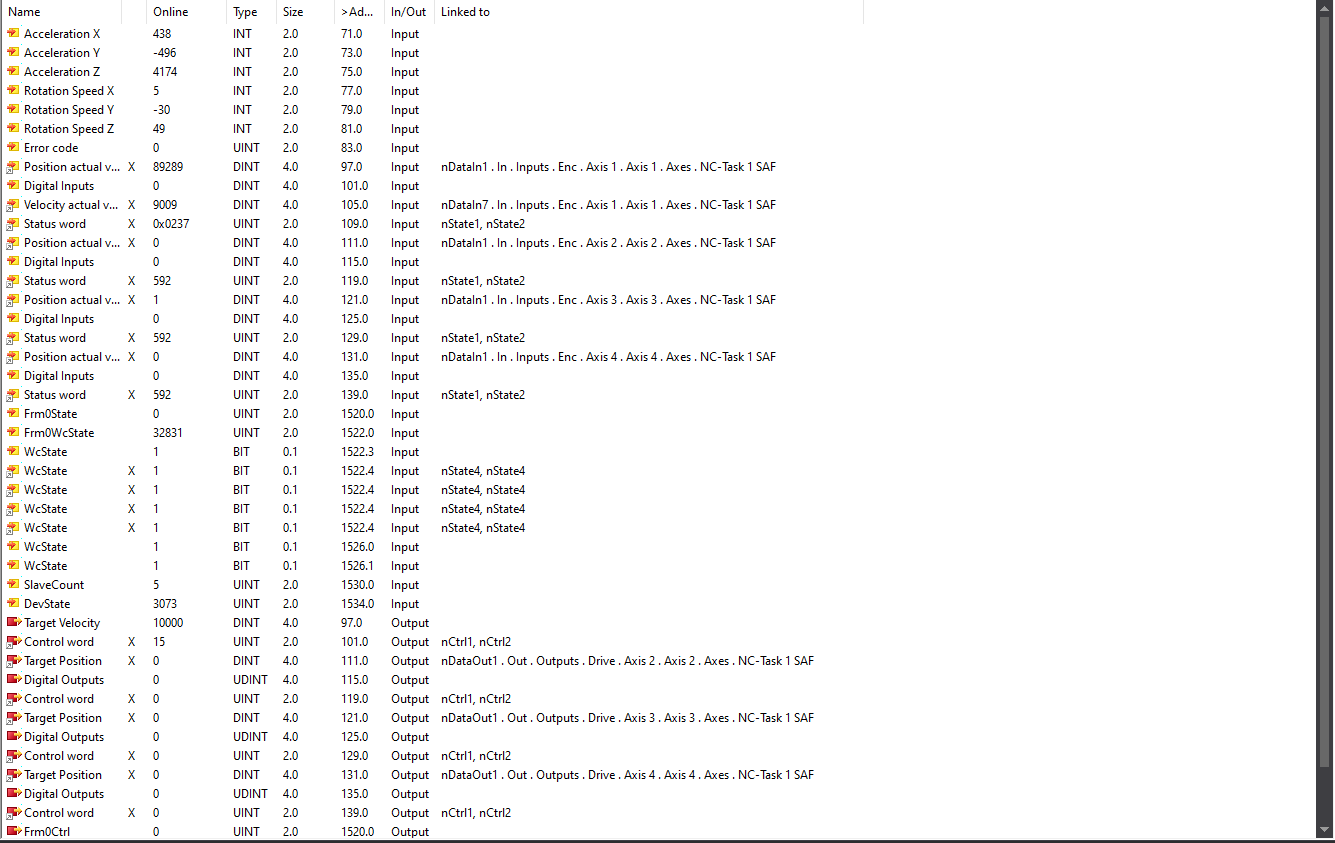 Name Online Type Size >Ad... In/Out Linked to
Acceleration X 438 INT 2.0 71.0 Input
Acceleration Y -496 INT 2.0 73.0 Input
Acceleration Z 4174 INT 2.0 75.0 Input
Rotation Speed X 5 INT 2.0 77.0 Input
Rotation Speed Y -30 INT 2.0 79.0 Input
Rotation Speed Z 49 INT 2.0 81.0 Input
Error code 0 UINT 2.0 83.0 Input
Position actual v... X 89289 DINT 4.0 97.0 Input nDataIn1 . In . Inputs . Enc . Axis 1 . Axis 1 . Axes . NC-Task 1 SAF
Digital Inputs 0 DINT 4.0 101.0 Input
Velocity actual v... X 9009 DINT 4.0 105.0 Input nDataIn7 . In . Inputs . Enc . Axis 1 . Axis 1 . Axes . NC-Task 1 SAF
Status word X 0x0237 UINT 2.0 109.0 Input nState1, nState2
Position actual v... X 0 DINT 4.0 111.0 Input nDataIn1 . In . Inputs . Enc . Axis 2 . Axis 2 . Axes . NC-Task 1 SAF
Digital Inputs 0 DINT 4.0 115.0 Input
Status word X 592 UINT 2.0 119.0 Input nState1, nState2
Position actual v... X 1 DINT 4.0 121.0 Input nDataIn1 . In . Inputs . Enc . Axis 3 . Axis 3 . Axes . NC-Task 1 SAF
Digital Inputs 0 DINT 4.0 125.0 Input
Status word X 592 UINT 2.0 129.0 Input nState1, nState2
Position actual v... X 0 DINT 4.0 131.0 Input nDataIn1 . In . Inputs . Enc . Axis 4 . Axis 4 . Axes . NC-Task 1 SAF
Digital Inputs 0 DINT 4.0 135.0 Input
Status word X 592 UINT 2.0 139.0 Input nState1, nState2
Frm0State 0 UINT 2.0 1520.0 Input
Frm0WcState 32831 UINT 2.0 1522.0 Input
WcState 1 BIT 0.1 1522.3 Input
WcState X 1 BIT 0.1 1522.4 Input nState4, nState4
WcState X 1 BIT 0.1 1522.4 Input nState4, nState4
WcState X 1 BIT 0.1 1522.4 Input nState4, nState4
WcState X 1 BIT 0.1 1522.4 Input nState4, nState4
WcState 1 BIT 0.1 1526.0 Input
WcState 1 BIT 0.1 1526.1 Input
SlaveCount 5 UINT 2.0 1530.0 Input
DevState 3073 UINT 2.0 1534.0 Input
Target Velocity 10000 DINT 4.0 97.0 Output
Control word X 15 UINT 2.0 101.0 Output nCtrl1, nCtrl2
Target Position X 0 DINT 4.0 111.0 Output nDataOut1 . Out . Outputs . Drive . Axis 2 . Axis 2 . Axes . NC-Task 1 SAF
Digital Outputs 0 UDINT 4.0 115.0 Output
Control word X 0 UINT 2.0 119.0 Output nCtrl1, nCtrl2
Target Position X 0 DINT 4.0 121.0 Output nDataOut1 . Out . Outputs . Drive . Axis 3 . Axis 3 . Axes . NC-Task 1 SAF
Digital Outputs 0 UDINT 4.0 125.0 Output
Control word X 0 UINT 2.0 129.0 Output nCtrl1, nCtrl2
Target Position X 0 DINT 4.0 131.0 Output nDataOut1 . Out . Outputs . Drive . Axis 4 . Axis 4 . Axes . NC-Task 1 SAF
Digital Outputs 0 UDINT 4.0 135.0 Output
Control word X 0 UINT 2.0 139.0 Output nCtrl1, nCtrl2
Frm0Ctrl 0 UINT 2.0 1520.0 Output